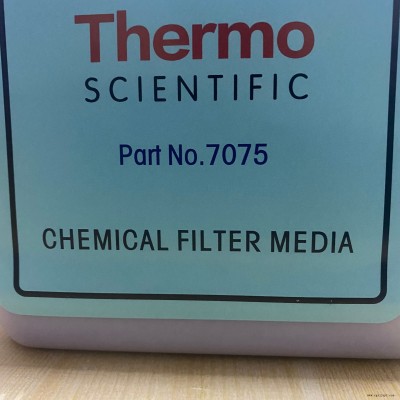 Thermo
SCIENTIFIC
Part No.7075
CHEMICAL FILTER MEDIA